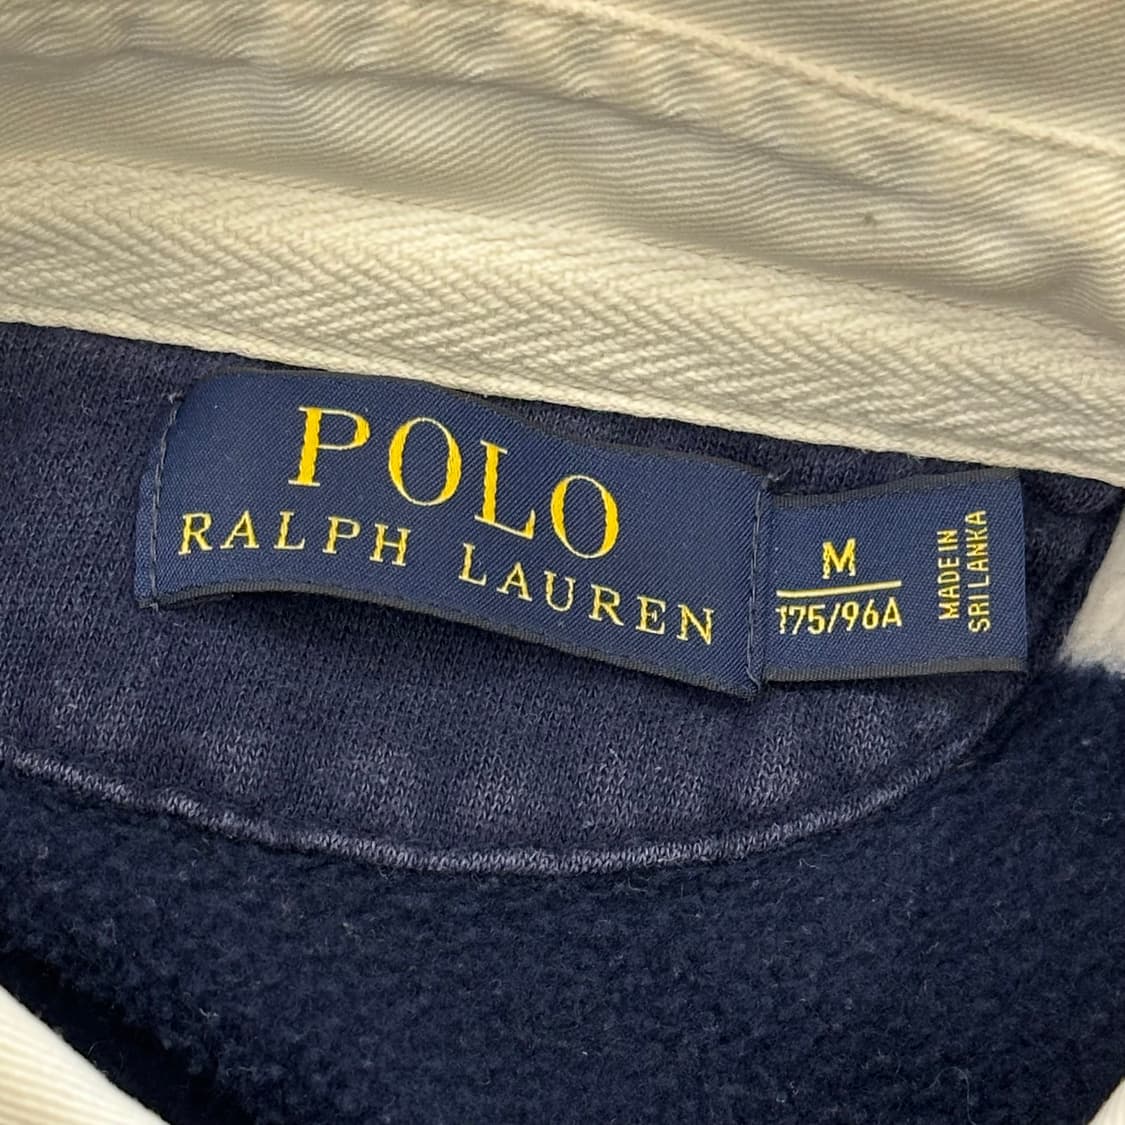 POLO
RALPH LAUREN
M
175/96A
MADE IN
SRI LANKA